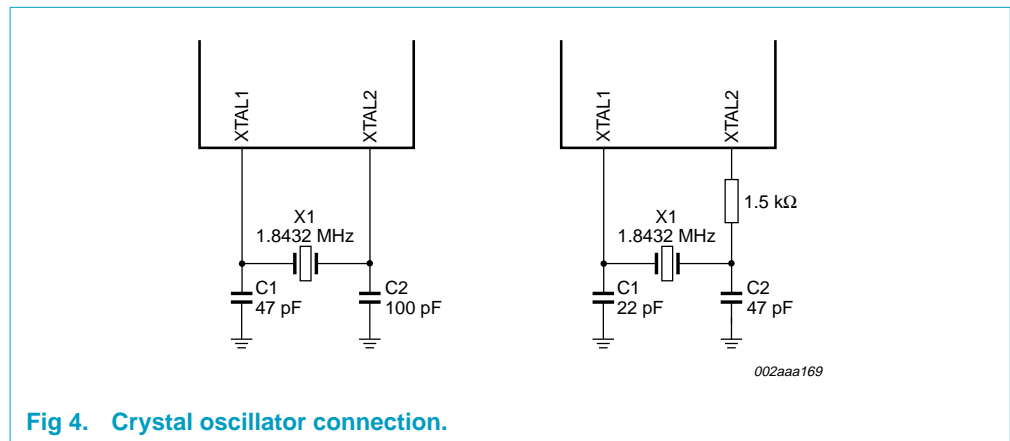 XTAL1
XTAL2
X1
1.8432 MHz
C1
47 pF
C2
100 pF
XTAL1
XTAL2
1.5 kΩ
X1
1.8432 MHz
C1
22 pF
C2
47 pF
002aaa169
Fig 4. Crystal oscillator connection.